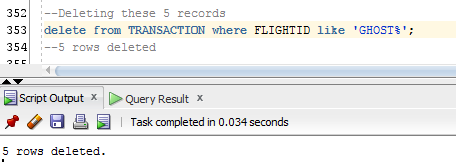 352 --Deleting these 5 records
353 delete from TRANSACTION where FLIGHTID like 'GHOST%';
354 --5 rows deleted
355
Script Output x Query Result x
Task completed in 0.034 seconds
5 rows deleted.